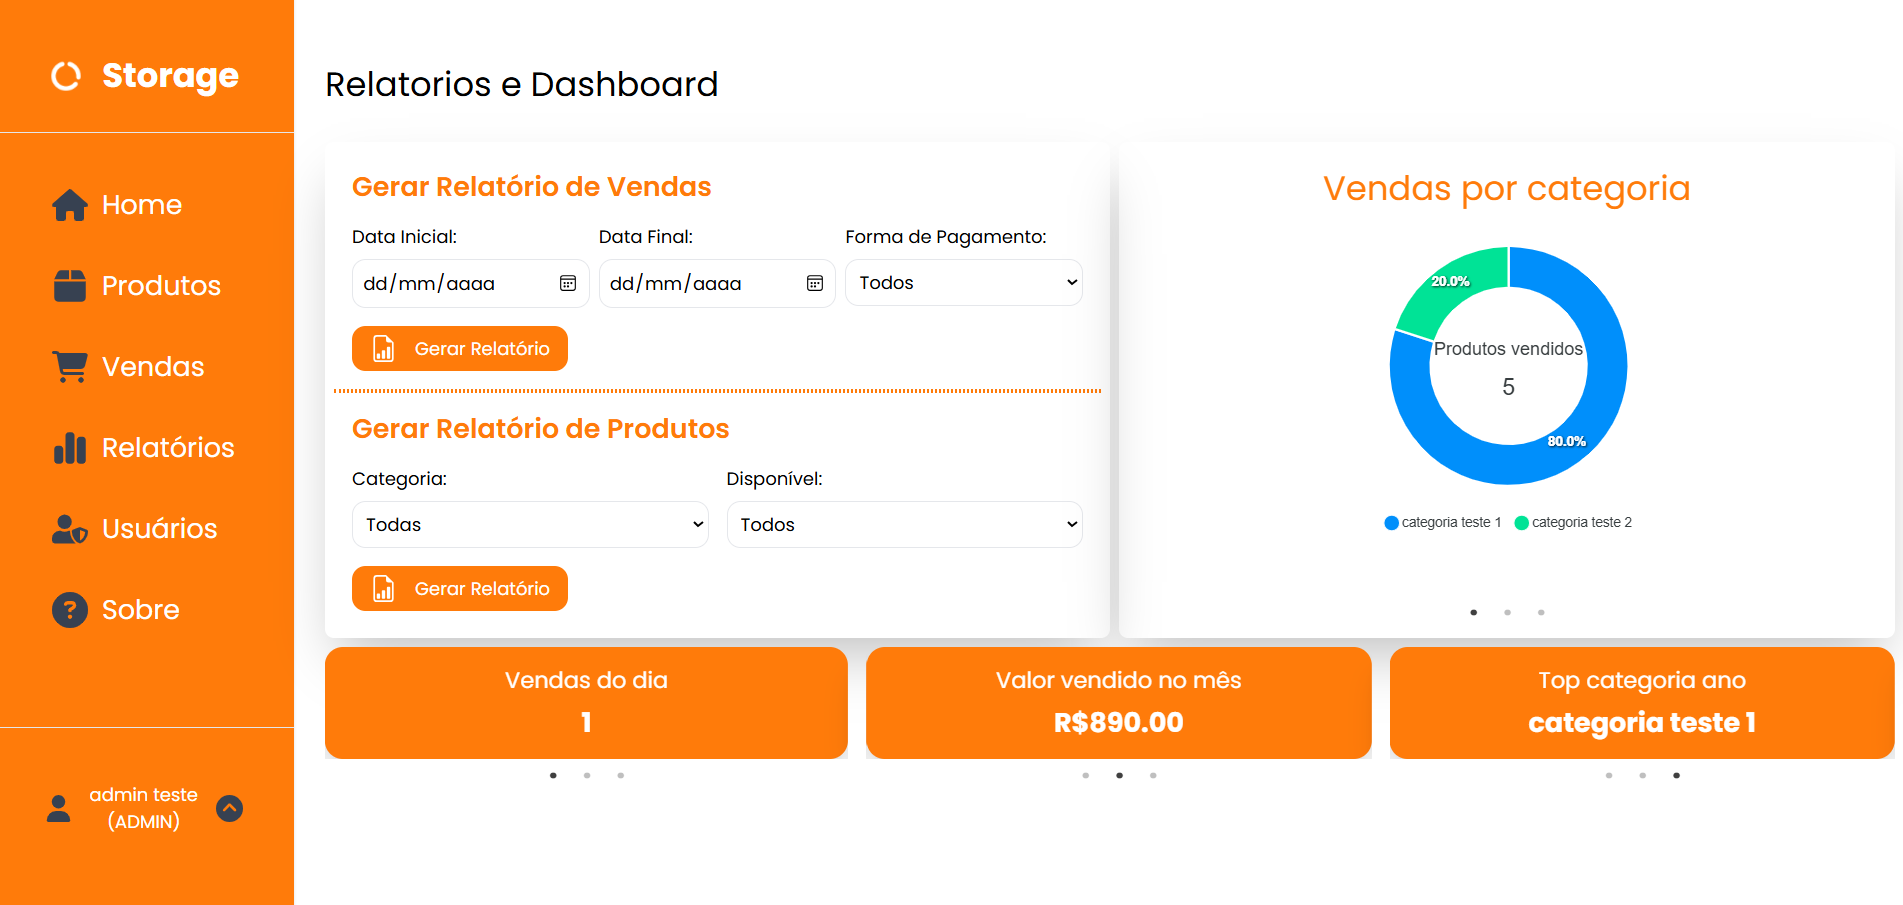 Storage
Home
Produtos
Vendas
Relatórios
Usuários
Sobre
admin teste
(ADMIN)
Relatorios e Dashboard
Gerar Relatório de Vendas
Data Inicial: Data Final: Forma de Pagamento:
dd/mm/aaaa dd/mm/aaaa Todos
Gerar Relatório
Gerar Relatório de Produtos
Categoria: Disponível:
Todas Todos
Gerar Relatório
Vendas por categoria
20.0%
Produtos vendidos
5
80.0%
categoria teste 1 categoria teste 2
Vendas do dia
1
Valor vendido no mês
R$890.00
Top categoria ano
categoria teste 1